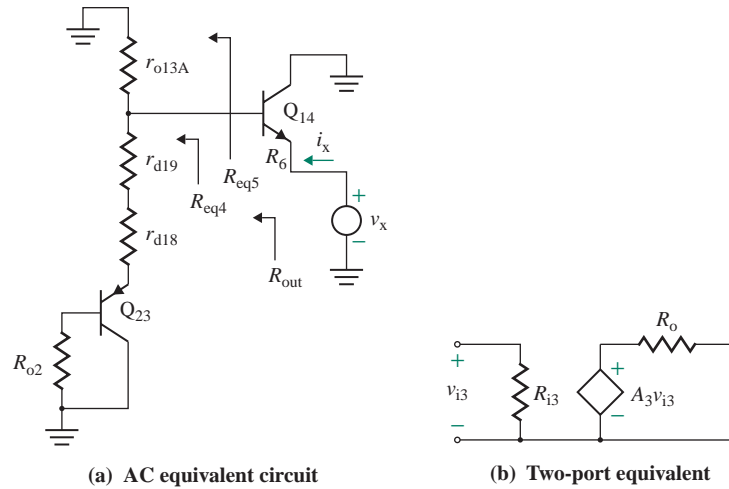 r_o13A
Q_14
i_x
R_6
r_d19
R_eq5
R_eq4
+
v_x
−
r_d18
R_out
Q_23
R_o2
R_o
+
v_i3
−
R_i3
+
A_3v_i3
−
(a) AC equivalent circuit
(b) Two-port equivalent